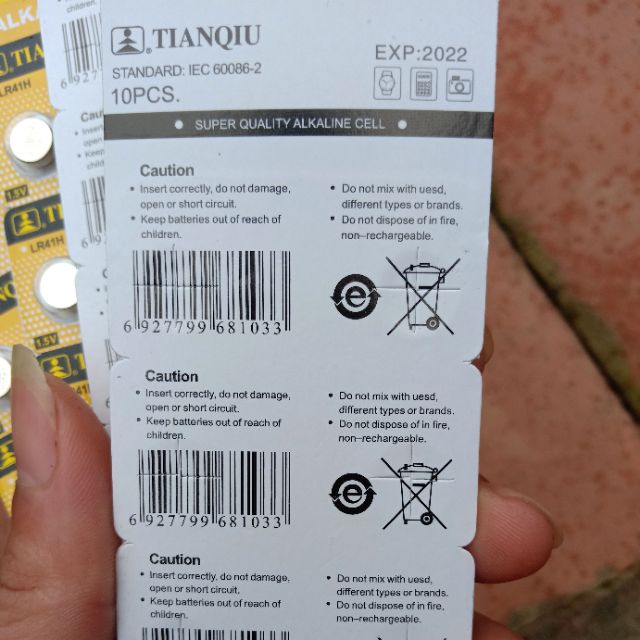 TIANQIU
EXP:2022
STANDARD: IEC 60086-2
10PCS.
• SUPER QUALITY ALKALINE CELL •
Caution
• Insert correctly, do not damage,
open or short circuit.
• Keep batteries out of reach of
children.
• Do not mix with uesd,
different types or brands.
• Do not dispose of in fire,
non-rechargeable.
6 927799 681033
e
Caution
• Insert correctly, do not damage,
open or short circuit.
• Keep batteries out of reach of
children.
• Do not mix with uesd,
different types or brands.
• Do not dispose of in fire,
non-rechargeable.
6 927799 681033
e
Caution
• Insert correctly, do not damage,
open or short circuit.
• Keep batteries out of reach of
children.
• Do not mix with uesd,
different types or brands.
• Do not dispose of in fire,
non-rechargeable.
LR41H
1.5V
LR41H
1.5V
children.